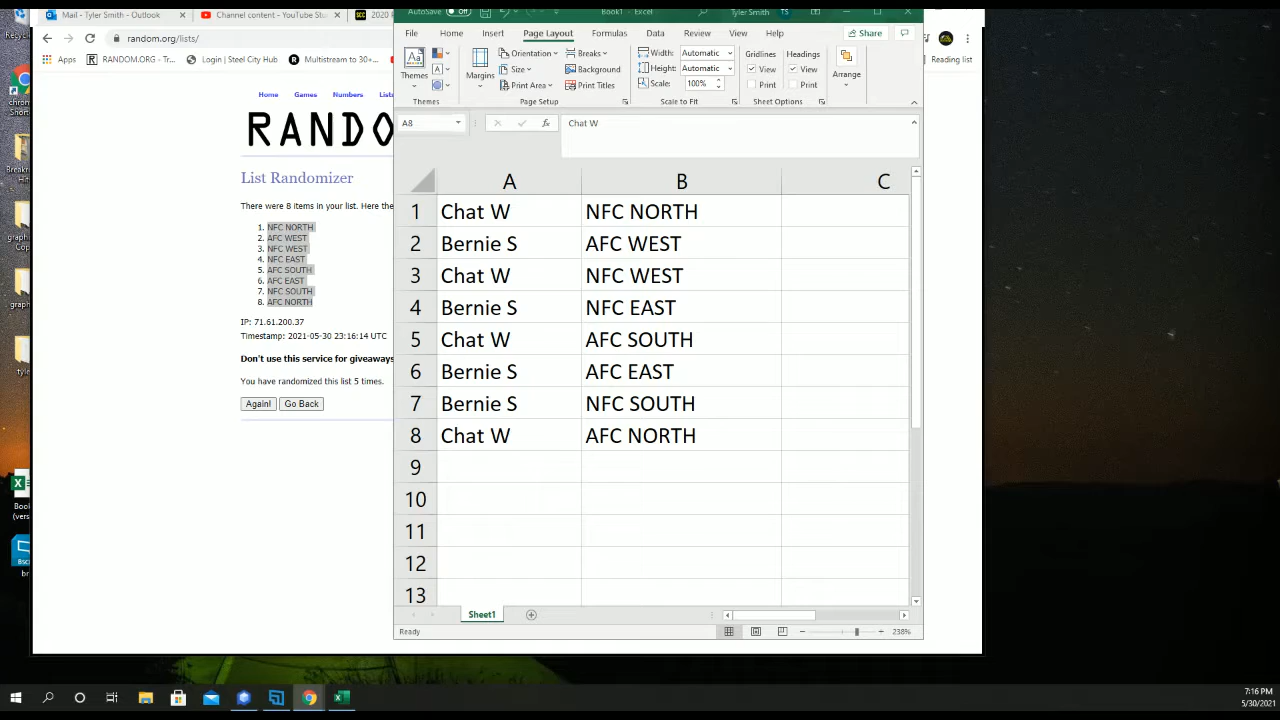 Mail - Tyler Smith - Outlook
Channel content - YouTube Stu
2020
AutoSave Off
Book1 - Excel
Tyler Smith
TS
random.org/lists/
Apps
RANDOM.ORG - Tr...
Login | Steel City Hub
Multistream to 30+...
Reading list
File
Home
Insert
Page Layout
Formulas
Data
Review
View
Help
Share
Themes
Margins
Orientation
Size
Print Area
Breaks
Background
Print Titles
Width: Automatic
Height: Automatic
Scale: 100%
Gridlines
View
Print
Headings
View
Print
Arrange
Themes
Page Setup
Scale to Fit
Sheet Options
A8
fx
Chat W
Home
Games
Numbers
Lists
RANDO
List Randomizer
There were 8 items in your list. Here the
1. NFC NORTH
2. AFC WEST
3. NFC WEST
4. NFC EAST
5. AFC SOUTH
6. AFC EAST
7. NFC SOUTH
8. AFC NORTH
IP: 71.61.200.37
Timestamp: 2021-05-30 23:16:14 UTC
Don't use this service for giveaways
You have randomized this list 5 times.
Again!
Go Back
A B C
1 Chat W NFC NORTH
2 Bernie S AFC WEST
3 Chat W NFC WEST
4 Bernie S NFC EAST
5 Chat W AFC SOUTH
6 Bernie S AFC EAST
7 Bernie S NFC SOUTH
8 Chat W AFC NORTH
9
10
11
12
13
Sheet1
Ready
238%
7:16 PM
5/30/2021